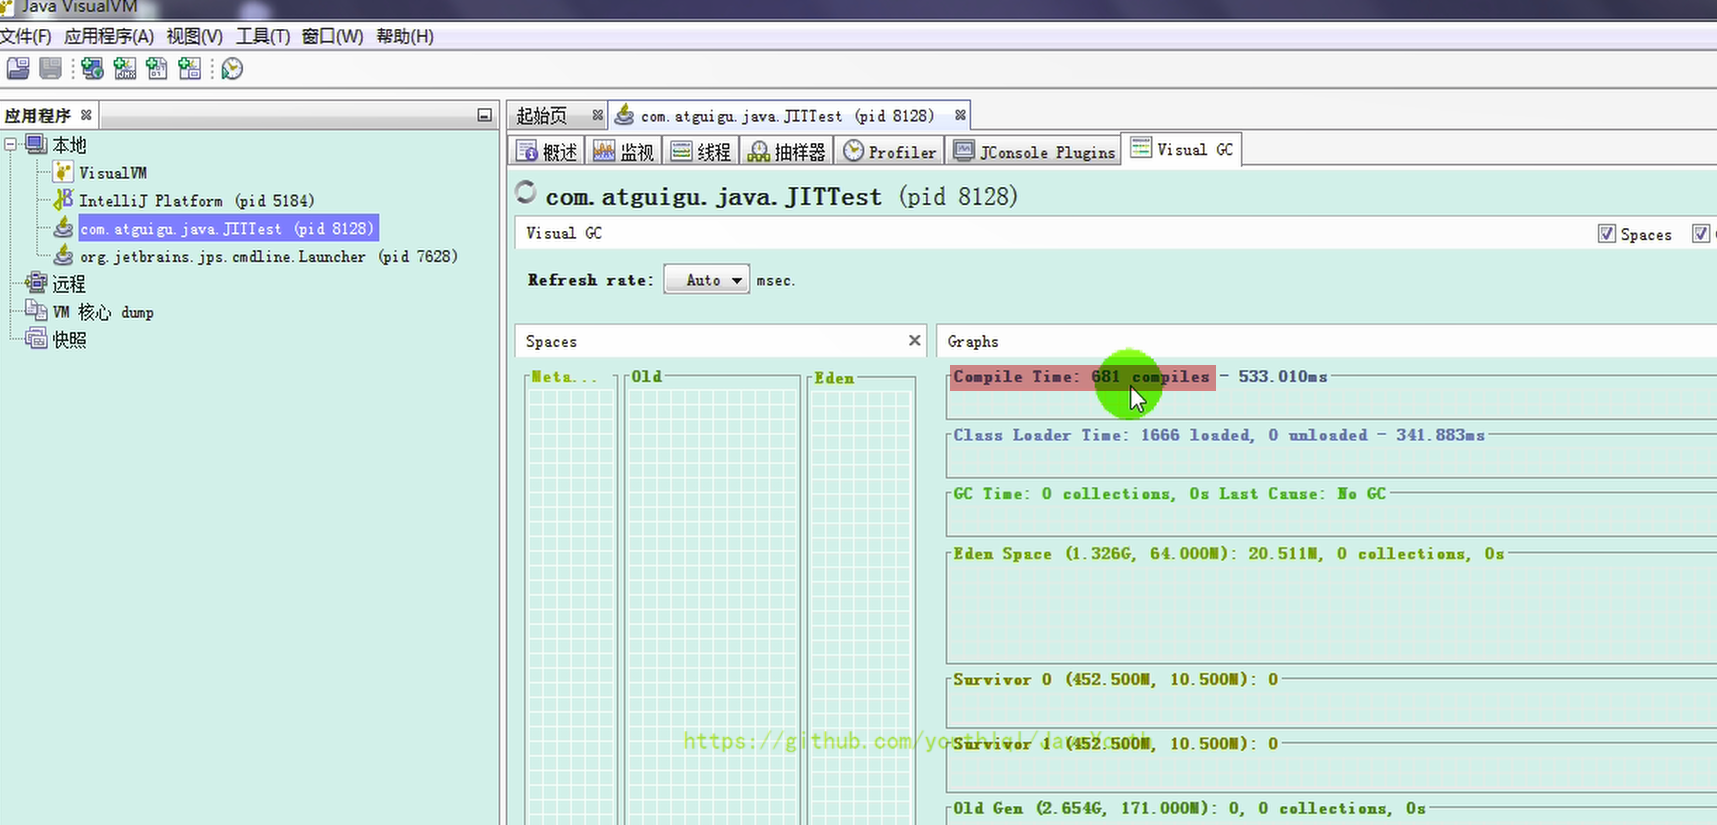 Java VisualVM
文件(F) 应用程序(A) 视图(V) 工具(T) 窗口(W) 帮助(H)
应用程序
本地
VisualVM
IntelliJ Platform (pid 5184)
com.atguigu.java.JITTest (pid 8128)
org.jetbrains.jps.cmdline.Launcher (pid 7628)
远程
VM 核心 dump
快照
起始页 com.atguigu.java.JITTest (pid 8128)
概述 监视 线程 抽样器 Profiler JConsole Plugins Visual GC
com.atguigu.java.JITTest (pid 8128)
Visual GC
Spaces
Refresh rate: Auto msec.
Spaces
Graphs
Meta... Old Eden
Compile Time: 681 compiles - 533.010ms
Class Loader Time: 1666 loaded, 0 unloaded - 341.883ms
GC Time: 0 collections, 0s Last Cause: No GC
Eden Space (1.326G, 64.000M): 20.511M, 0 collections, 0s
Survivor 0 (452.500M, 10.500M): 0
Survivor 1 (452.500M, 10.500M): 0
Old Gen (2.654G, 171.000M): 0, 0 collections, 0s